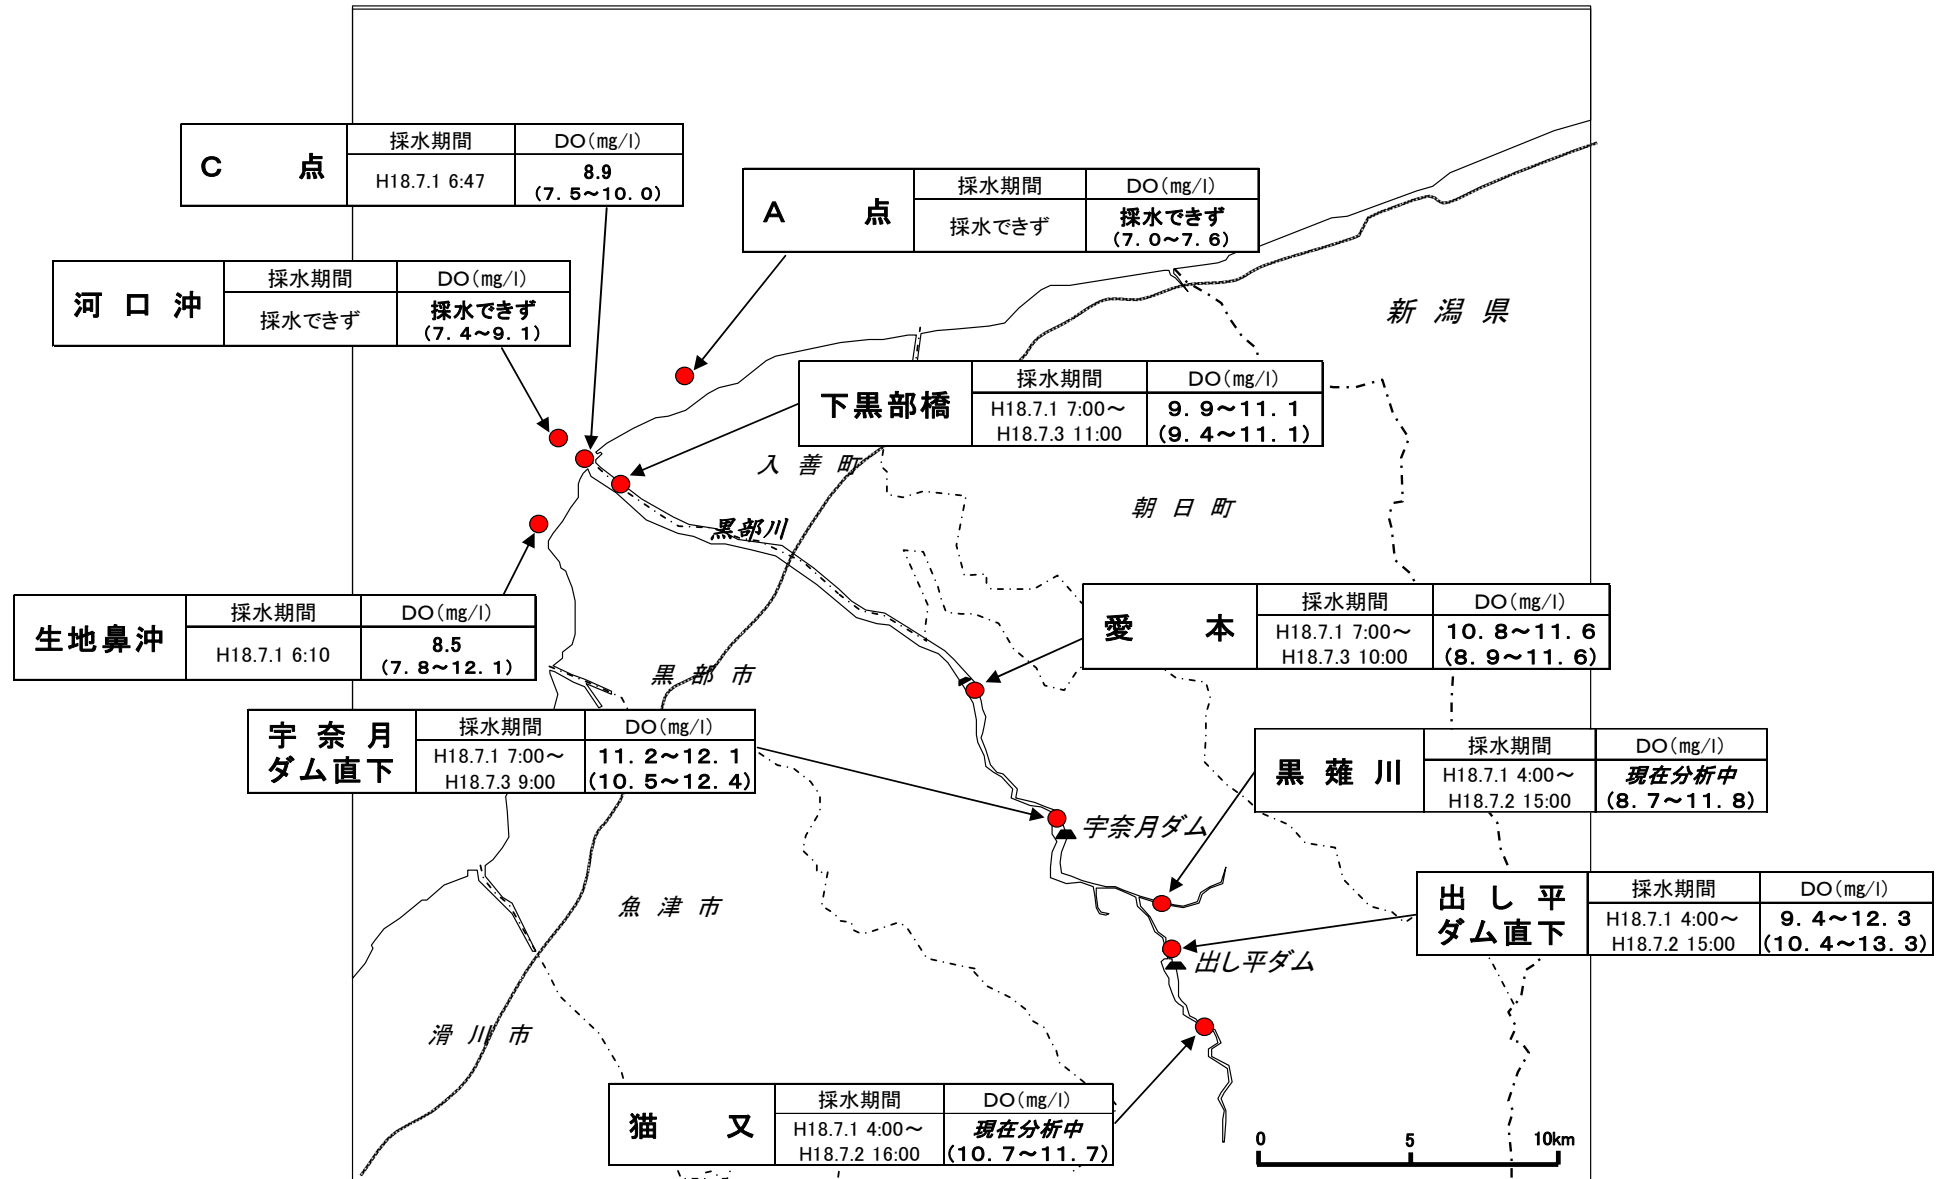 C 点
採水期間
DO(㎎/l)
H18.7.1 6:47
8.9
(7.5～10.0)
A 点
採水期間
DO(㎎/l)
採水できず
採水できず
(7.0～7.6)
河口沖
採水期間
DO(㎎/l)
採水できず
採水できず
(7.4～9.1)
新潟県
下黒部橋
採水期間
DO(㎎/l)
H18.7.1 7:00～
H18.7.3 11:00
9.9～11.1
(9.4～11.1)
入善町
朝日町
黒部川
生地鼻沖
採水期間
DO(㎎/l)
H18.7.1 6:10
8.5
(7.8～12.1)
愛本
採水期間
DO(㎎/l)
H18.7.1 7:00～
H18.7.3 10:00
10.8～11.6
(8.9～11.6)
黒部市
宇奈月
ダム直下
採水期間
DO(㎎/l)
H18.7.1 7:00～
H18.7.3 9:00
11.2～12.1
(10.5～12.4)
黒薙川
採水期間
DO(㎎/l)
H18.7.1 4:00～
H18.7.2 15:00
現在分析中
(8.7～11.8)
宇奈月ダム
魚津市
出し平
ダム直下
採水期間
DO(㎎/l)
H18.7.1 4:00～
H18.7.2 15:00
9.4～12.3
(10.4～13.3)
出し平ダム
滑川市
猫又
採水期間
DO(㎎/l)
H18.7.1 4:00～
H18.7.2 16:00
現在分析中
(10.7～11.7)
0 5 10km